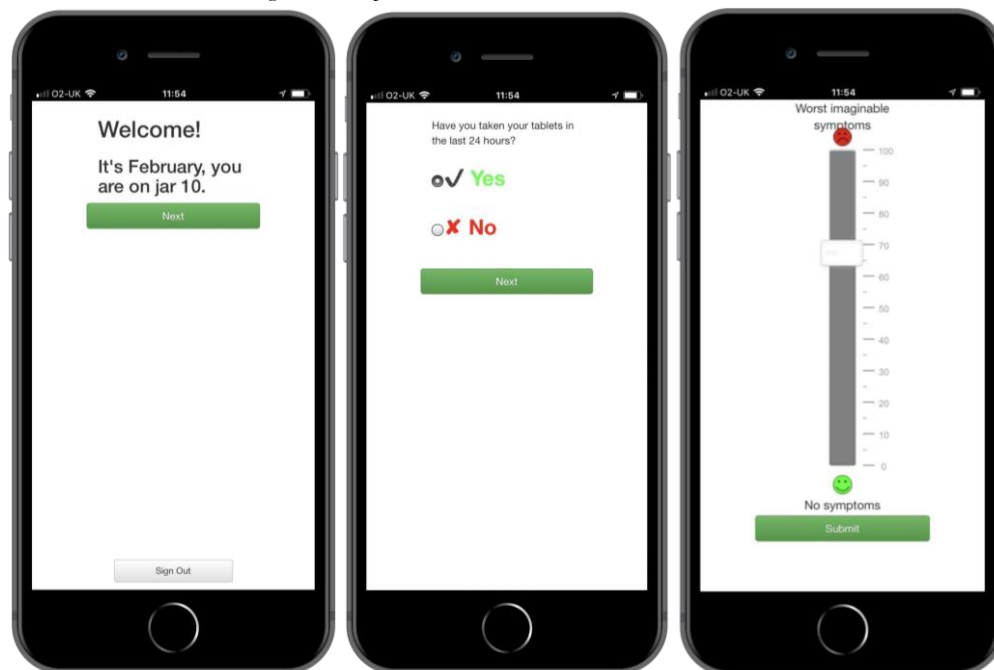 O2-UK
11:54
Welcome!
It's February, you
are on jar 10.
Next
Sign Out
O2-UK
11:54
Have you taken your tablets in
the last 24 hours?
✔ Yes
✘ No
Next
O2-UK
11:54
Worst imaginable
symptoms
100
90
80
70
60
50
40
30
20
10
0
No symptoms
Submit